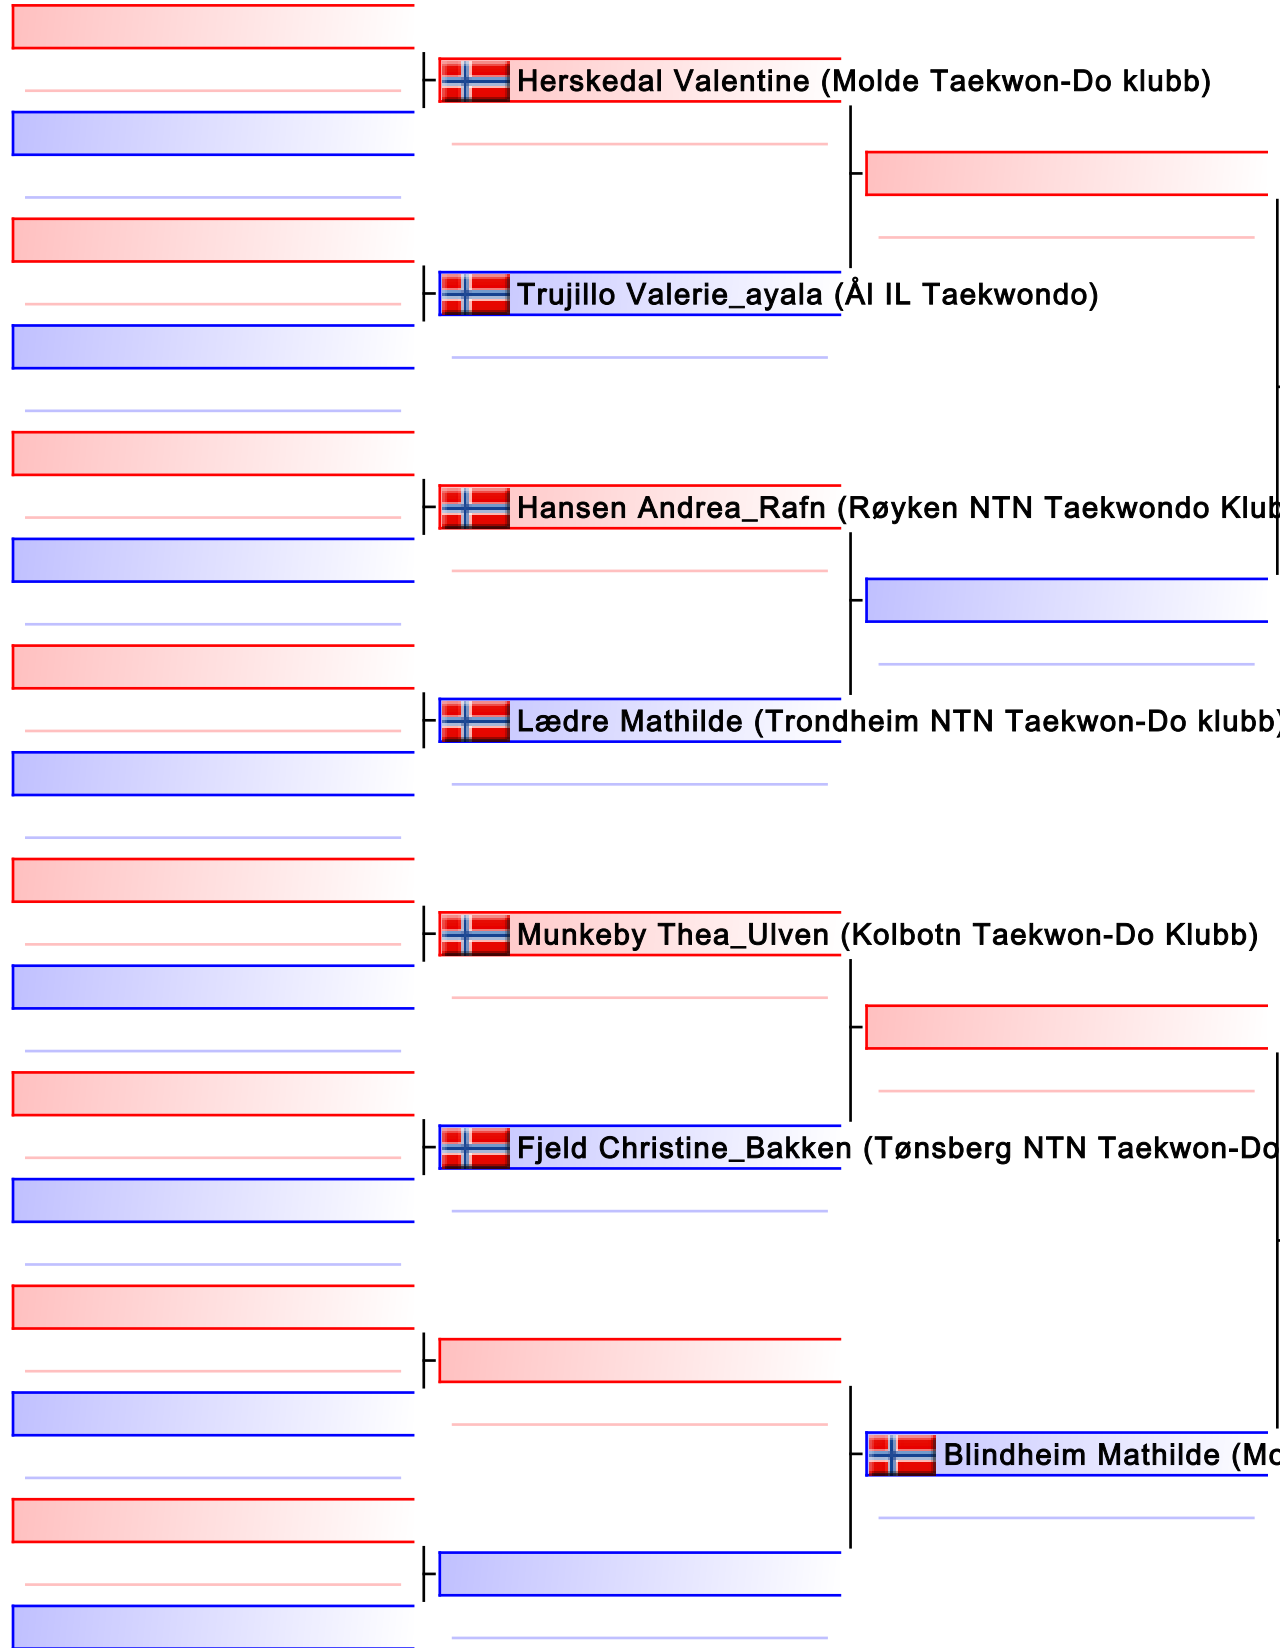 Herskedal Valentine (Molde Taekwon-Do klubb)
Trujillo Valerie_ayala (Ål IL Taekwondo)
Hansen Andrea_Rafn (Røyken NTN Taekwondo Klub
Lædre Mathilde (Trondheim NTN Taekwon-Do klubb)
Munkeby Thea_Ulven (Kolbotn Taekwon-Do Klubb)
Fjeld Christine_Bakken (Tønsberg NTN Taekwon-Do
Blindheim Mathilde (Mo